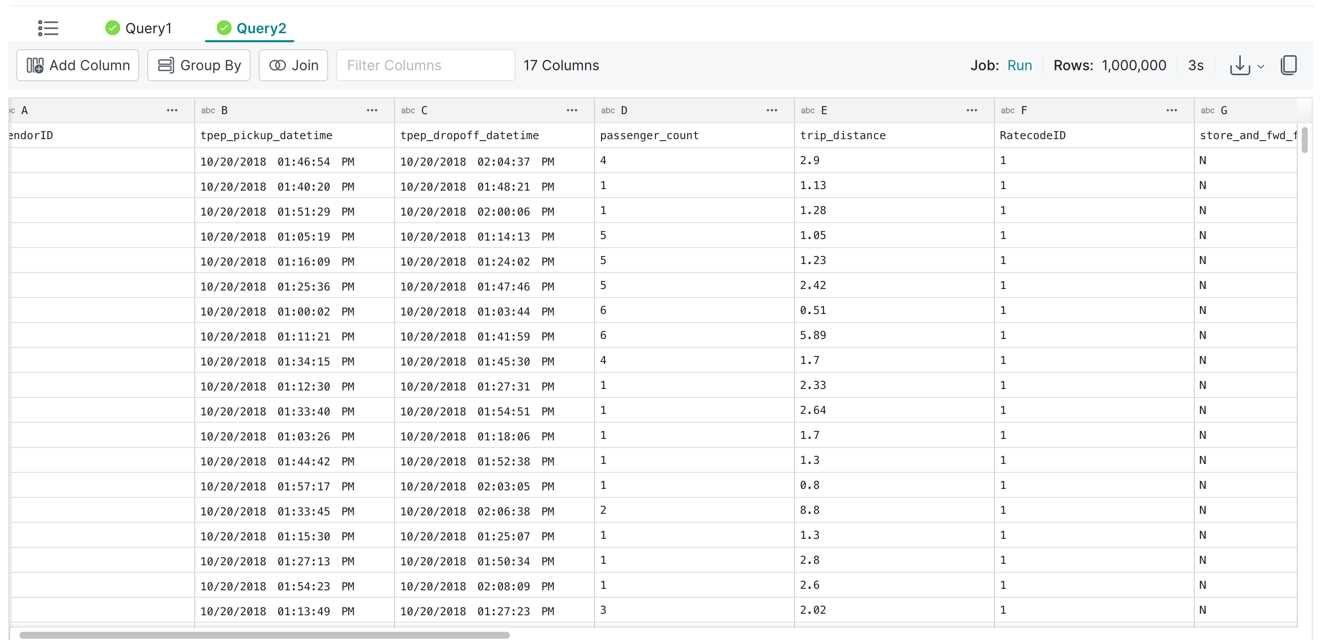 Query1 Query2
Add Column Group By Join Filter Columns 17 Columns Job: Run Rows: 1,000,000 3s
A abc B abc C abc D abc E abc F abc G
endorID tpep_pickup_datetime tpep_dropoff_datetime passenger_count trip_distance RatecodeID store_and_fwd_f
10/20/2018 01:46:54 PM 10/20/2018 02:04:37 PM 4 2.9 1 N
10/20/2018 01:40:20 PM 10/20/2018 01:48:21 PM 1 1.13 1 N
10/20/2018 01:51:29 PM 10/20/2018 02:00:06 PM 1 1.28 1 N
10/20/2018 01:05:19 PM 10/20/2018 01:14:13 PM 5 1.05 1 N
10/20/2018 01:16:09 PM 10/20/2018 01:24:02 PM 5 1.23 1 N
10/20/2018 01:25:36 PM 10/20/2018 01:47:46 PM 5 2.42 1 N
10/20/2018 01:00:02 PM 10/20/2018 01:03:44 PM 6 0.51 1 N
10/20/2018 01:11:21 PM 10/20/2018 01:41:59 PM 6 5.89 1 N
10/20/2018 01:34:15 PM 10/20/2018 01:45:30 PM 4 1.7 1 N
10/20/2018 01:12:30 PM 10/20/2018 01:27:31 PM 1 2.33 1 N
10/20/2018 01:33:40 PM 10/20/2018 01:54:51 PM 1 2.64 1 N
10/20/2018 01:03:26 PM 10/20/2018 01:18:06 PM 1 1.7 1 N
10/20/2018 01:44:42 PM 10/20/2018 01:52:38 PM 1 1.3 1 N
10/20/2018 01:57:17 PM 10/20/2018 02:03:05 PM 1 0.8 1 N
10/20/2018 01:33:45 PM 10/20/2018 02:06:38 PM 2 8.8 1 N
10/20/2018 01:15:30 PM 10/20/2018 01:25:07 PM 1 1.3 1 N
10/20/2018 01:27:13 PM 10/20/2018 01:50:34 PM 1 2.8 1 N
10/20/2018 01:54:23 PM 10/20/2018 02:08:09 PM 1 2.6 1 N
10/20/2018 01:13:49 PM 10/20/2018 01:27:23 PM 3 2.02 1 N